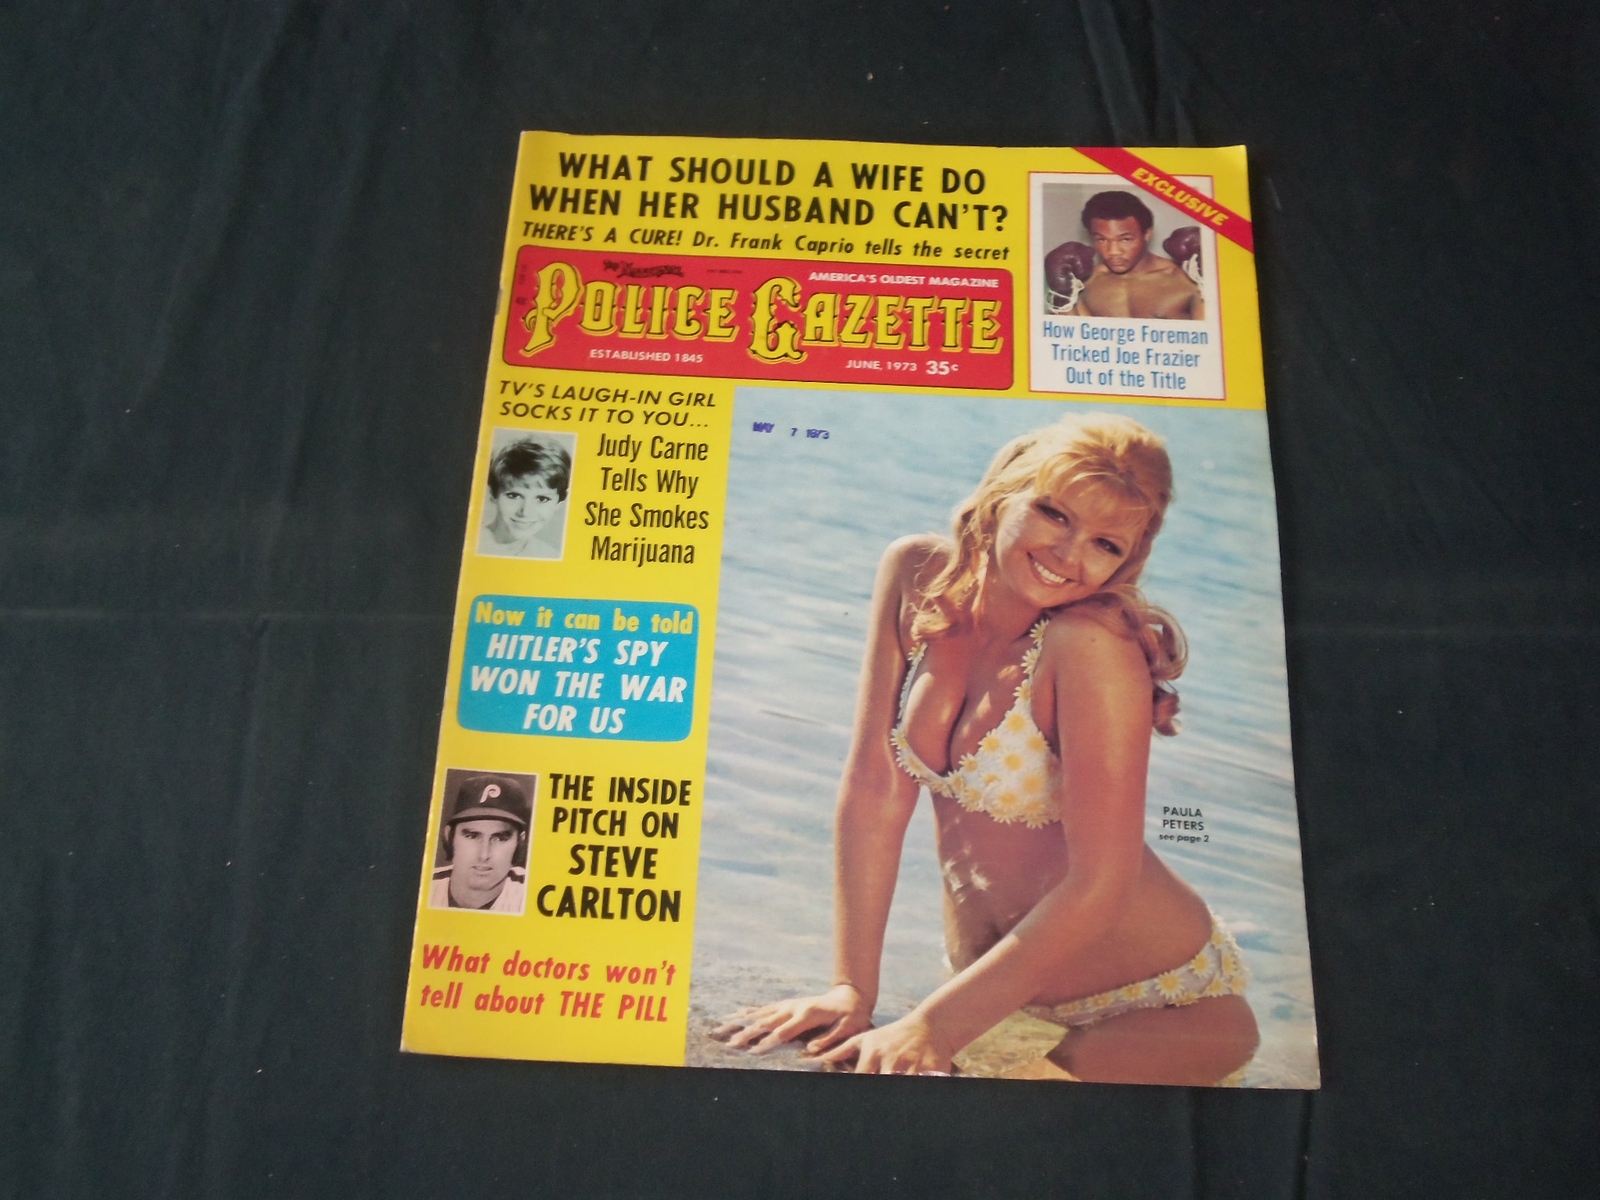 WHAT SHOULD A WIFE DO
WHEN HER HUSBAND CAN'T?
THERE'S A CURE! Dr. Frank Caprio tells the secret
EXCLUSIVE
How George Foreman
Tricked Joe Frazier
Out of the Title
AMERICA'S OLDEST MAGAZINE
POLICE GAZETTE
ESTABLISHED 1845
JUNE, 1973 35¢
TV'S LAUGH-IN GIRL
SOCKS IT TO YOU...
Judy Carne
Tells Why
She Smokes
Marijuana
MAY 7 1973
Now it can be told
HITLER'S SPY
WON THE WAR
FOR US
P
THE INSIDE
PITCH ON
STEVE
CARLTON
PAULA
PETERS
see page 2
What doctors won't
tell about THE PILL